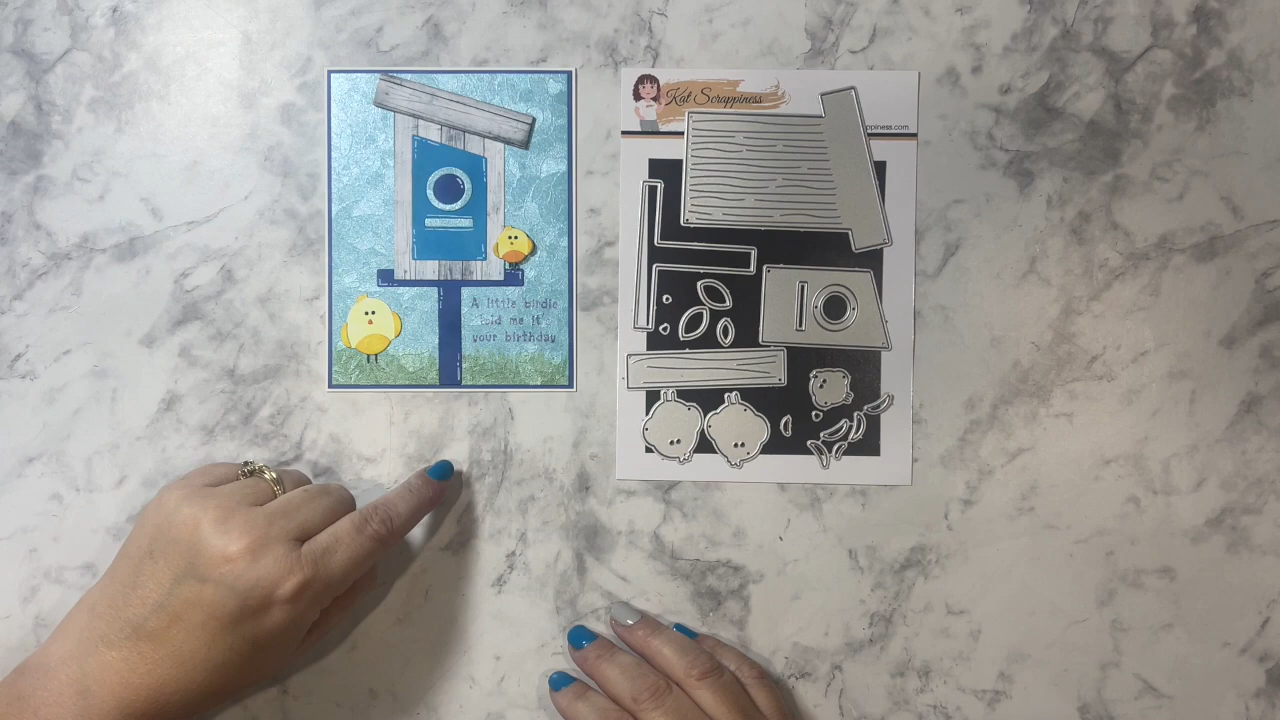 Kat Scrappiness
ppiness.com
A little birdie
told me it's
your birthday